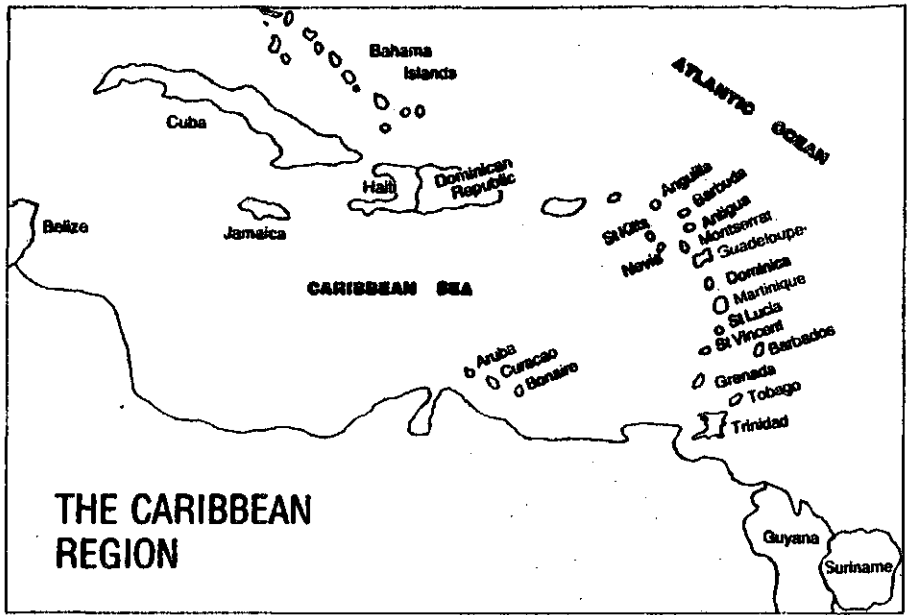 Bahama
Islands
ATLANTIC OCEAN
Cuba
Haiti
Dominican
Republic
Belize
Jamaica
Anguilla
Barbuda
Antigua
St Kitts
Montserrat
Nevis
Guadeloupe
CARIBBEAN SEA
Dominica
Martinique
St Lucia
St Vincent
Barbados
Aruba
Curaçao
Bonaire
Grenada
Tobago
Trinidad
THE CARIBBEAN
REGION
Guyana
Suriname